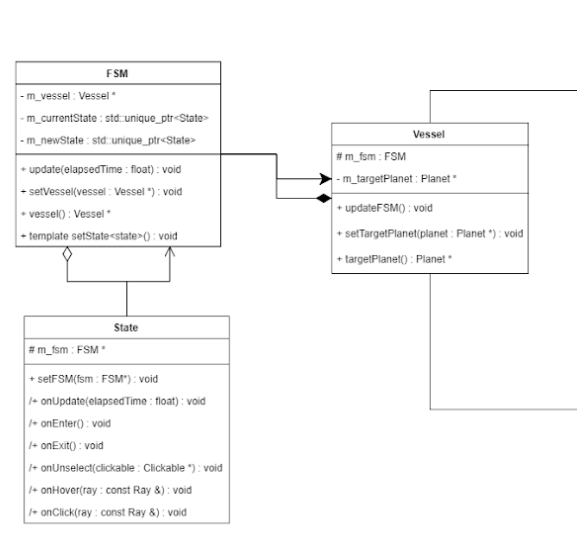 FSM
- m_vessel : Vessel *
- m_currentState : std::unique_ptr<State>
- m_newState : std::unique_ptr<State>
+ update(elapsedTime : float) : void
+ setVessel(vessel : Vessel *) : void
+ vessel() : Vessel *
+ template setState<state>() : void
Vessel
# m_fsm : FSM
- m_targetPlanet : Planet *
+ updateFSM() : void
+ setTargetPlanet(planet : Planet *) : void
+ targetPlanet() : Planet *
State
# m_fsm : FSM *
+ setFSM(fsm : FSM*) : void
/+ onUpdate(elapsedTime : float) : void
/+ onEnter() : void
/+ onExit() : void
/+ onUnselect(clickable : Clickable *) : void
/+ onHover(ray : const Ray &) : void
/+ onClick(ray : const Ray &) : void